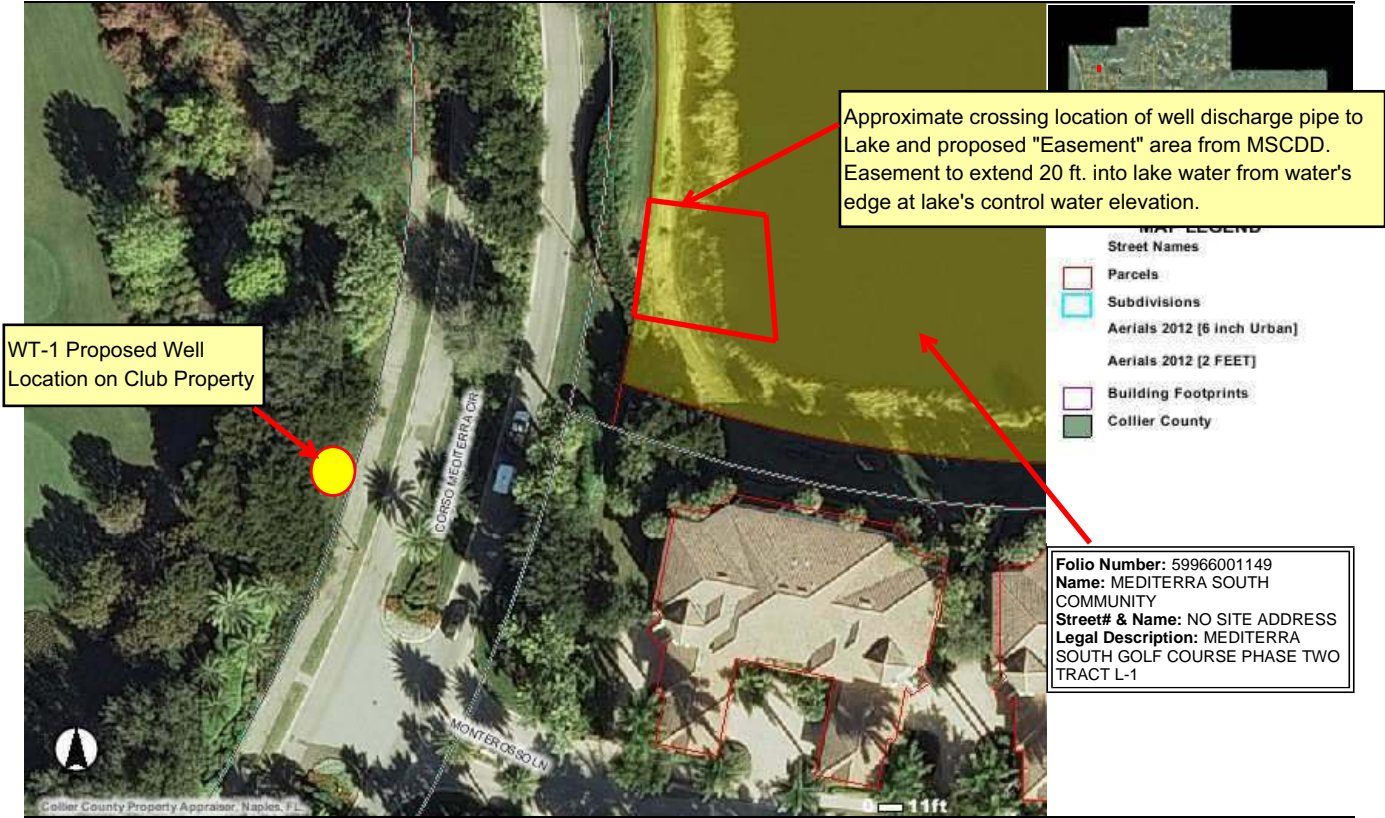 Approximate crossing location of well discharge pipe to
Lake and proposed "Easement" area from MSCDD.
Easement to extend 20 ft. into lake water from water's
edge at lake's control water elevation.
MAP LEGEND
Street Names
Parcels
Subdivisions
Aerials 2012 [6 inch Urban]
Aerials 2012 [2 FEET]
Building Footprints
Collier County
WT-1 Proposed Well
Location on Club Property
CORSO MEDITERRA CIR
MONTEROSSO LN
Folio Number: 59966001149
Name: MEDITERRA SOUTH
COMMUNITY
Street# & Name: NO SITE ADDRESS
Legal Description: MEDITERRA
SOUTH GOLF COURSE PHASE TWO
TRACT L-1
Collier County Property Appraiser, Naples, FL
0 11ft